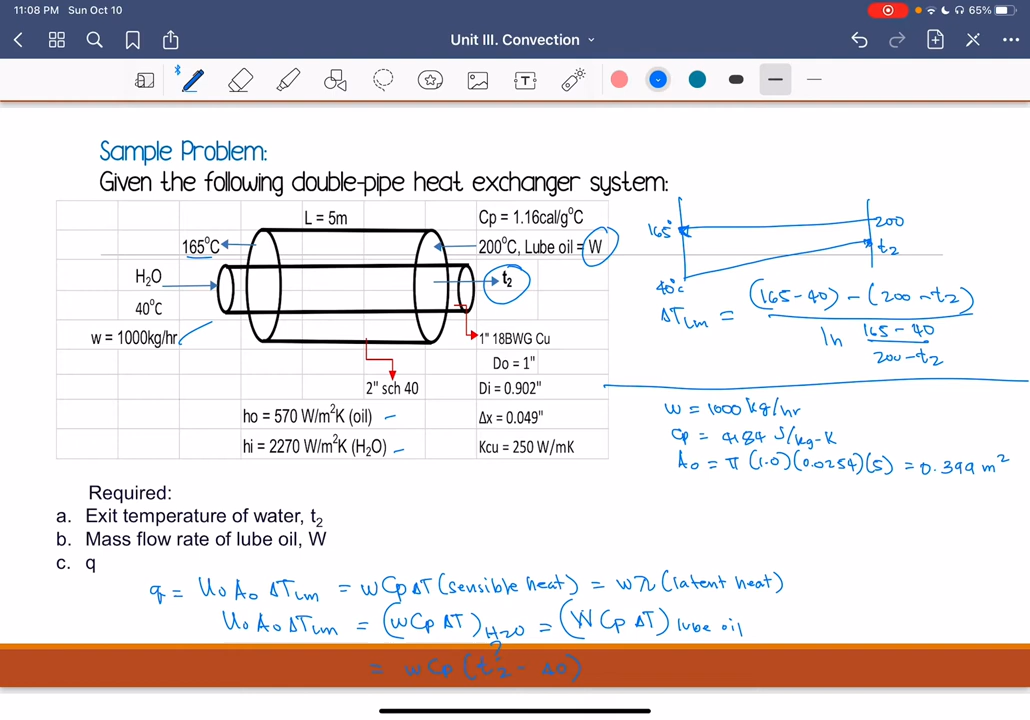 11:08 PM Sun Oct 10
65%
Unit III. Convection
Sample Problem:
Given the following double-pipe heat exchanger system:
L = 5m
Cp = 1.16cal/g°C
165°C
200°C, Lube oil = W
H₂O
t₂
40°C
w = 1000kg/hr
1" 18BWG Cu
Do = 1"
2" sch 40
Di = 0.902"
ho = 570 W/m²K (oil)
Δx = 0.049"
hi = 2270 W/m²K (H₂O)
Kcu = 250 W/mK
165°
200
t₂
40°C
ΔTlm = (165-40) - (200-t₂)
ln 165-40
200-t₂
w = 1000 kg/hr
Cp = 4184 J/kg-K
Ao = π (1.0)(0.0254)(5) = 0.399 m²
Required:
a. Exit temperature of water, t₂
b. Mass flow rate of lube oil, W
c. q
q = Uo Ao ΔTlm = wCpΔT (sensible heat) = wλ (latent heat)
Uo Ao ΔTlm = (wCpΔT)H₂O = (WCpΔT) lube oil
?
= wCp (t₂ - 40)